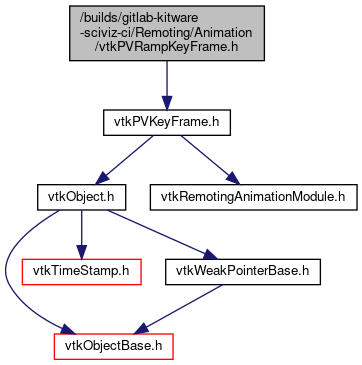 /builds/gitlab-kitware
-sciviz-ci/Remoting/Animation
/vtkPVRampKeyFrame.h
vtkPVKeyFrame.h
vtkObject.h
vtkRemotingAnimationModule.h
vtkTimeStamp.h
vtkWeakPointerBase.h
vtkObjectBase.h